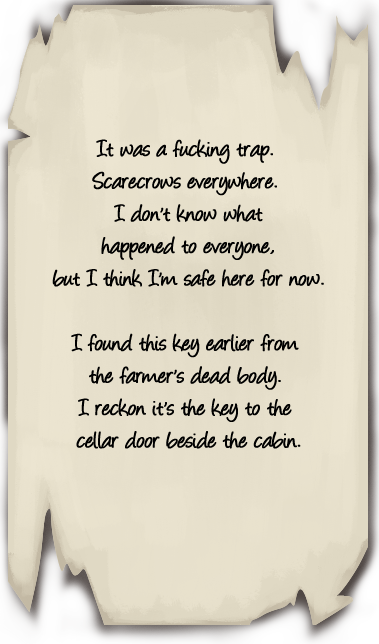 It was a fucking trap.
Scarecrows everywhere.
I don't know what
happened to everyone,
but I think I'm safe here for now.
I found this key earlier from
the farmer's dead body.
I reckon it's the key to the
cellar door beside the cabin.